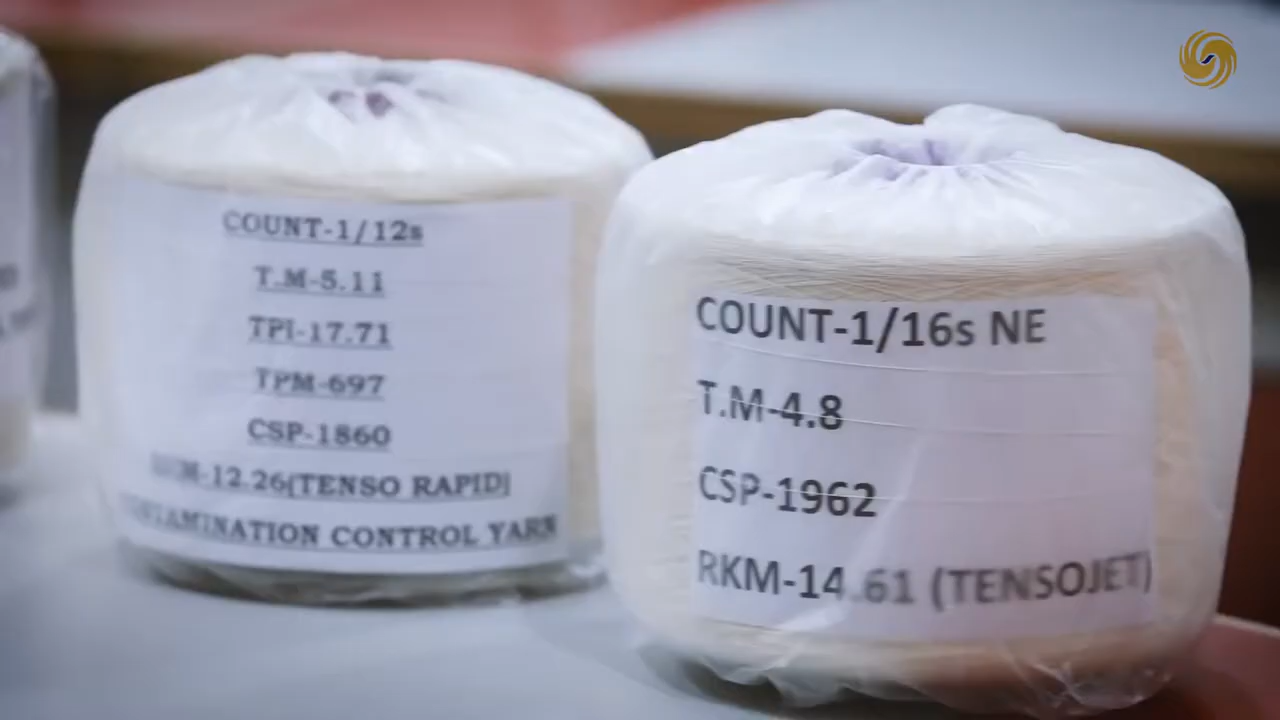 COUNT-1/12s
T.M-5.11
TPI-17.71
TPM-697
CSP-1860
-12.26(TENSO RAPID)
CONTROL YARN
COUNT-1/16s NE
T.M-4.8
CSP-1962
RKM-14.61 (TENSOJET)